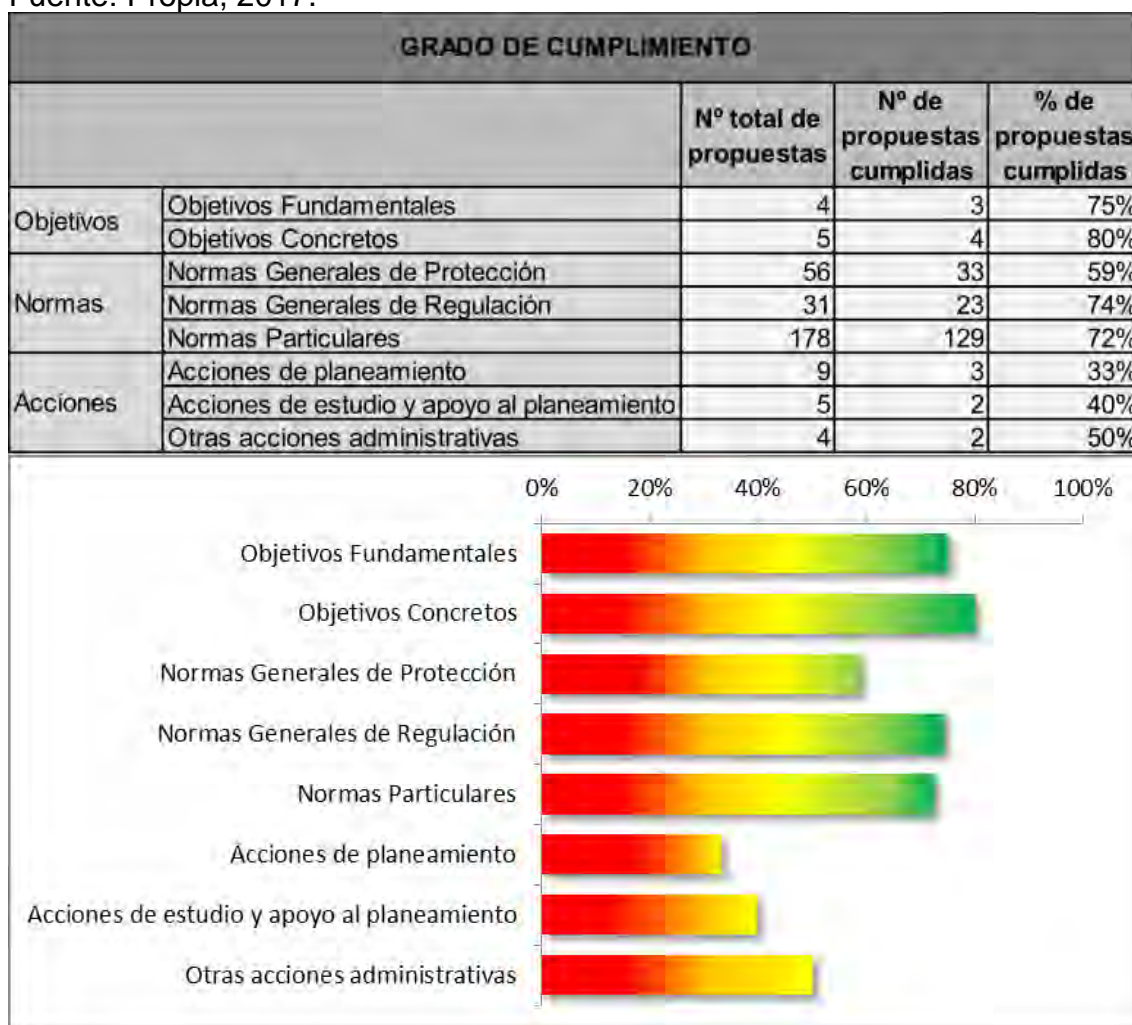 Fuente: Propia, 2017.
GRADO DE CUMPLIMIENTO
Nº total de propuestas Nº de propuestas cumplidas % de propuestas cumplidas
Objetivos Objetivos Fundamentales 4 3 75%
Objetivos Concretos 5 4 80%
Normas Normas Generales de Protección 56 33 59%
Normas Generales de Regulación 31 23 74%
Normas Particulares 178 129 72%
Acciones Acciones de planeamiento 9 3 33%
Acciones de estudio y apoyo al planeamiento 5 2 40%
Otras acciones administrativas 4 2 50%
0% 20% 40% 60% 80% 100%
Objetivos Fundamentales
Objetivos Concretos
Normas Generales de Protección
Normas Generales de Regulación
Normas Particulares
Acciones de planeamiento
Acciones de estudio y apoyo al planeamiento
Otras acciones administrativas